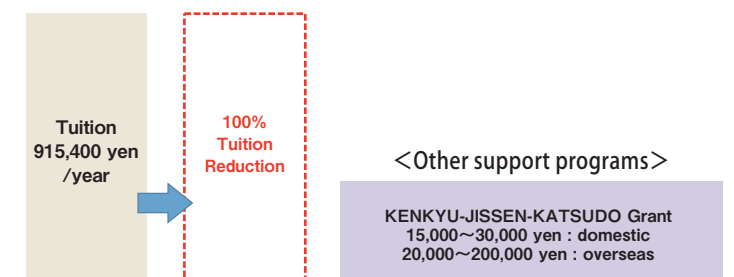 Tuition
915,400 yen
/year
100%
Tuition
Reduction
＜Other support programs＞
KENKYU-JISSEN-KATSUDO Grant
15,000～30,000 yen : domestic
20,000～200,000 yen : overseas